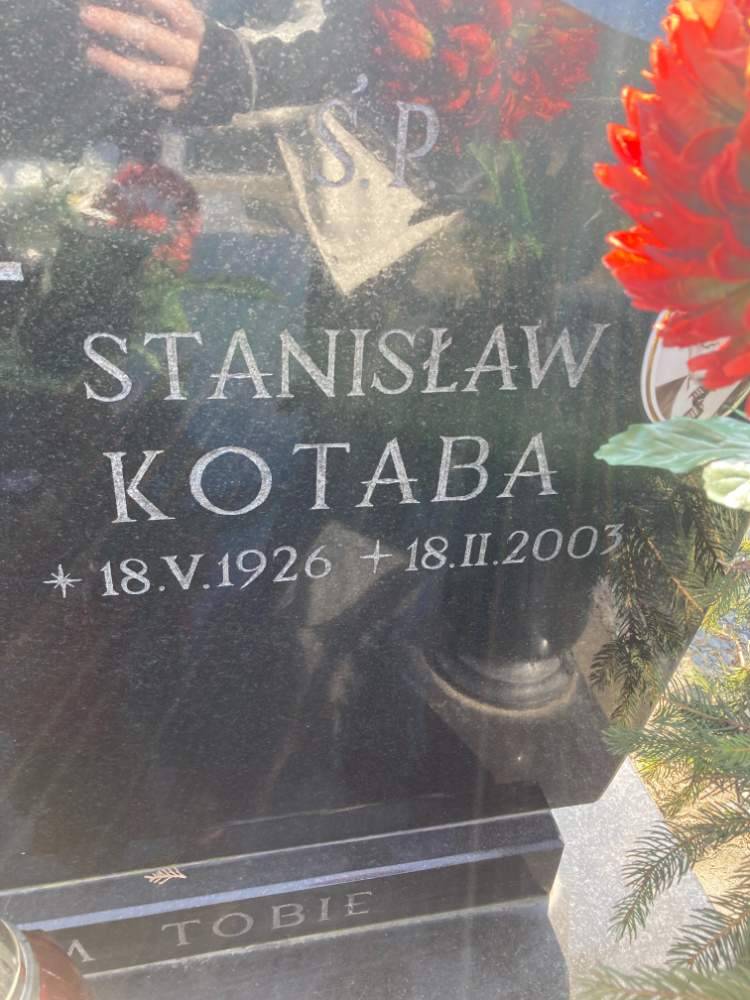 Ś.P.
STANISŁAW
KOTABA
* 18.V.1926 + 18.II.2003
TOBIE